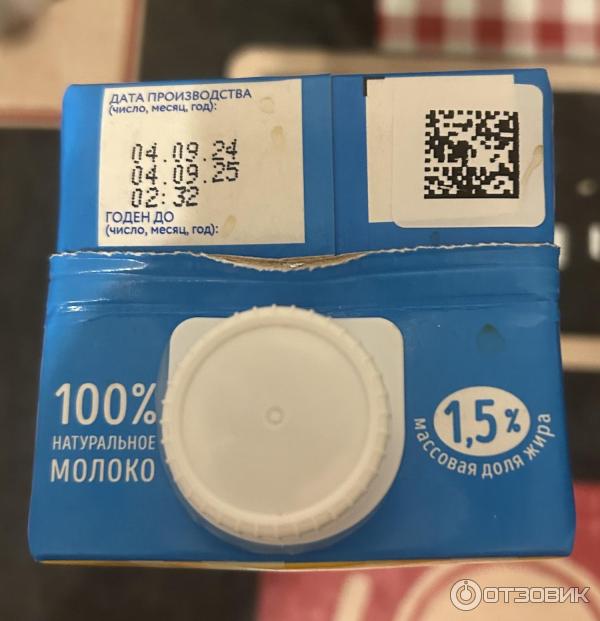 ДАТА ПРОИЗВОДСТВА
(число, месяц, год):
04.09.24
04.09.25
02:32
ГОДЕН ДО
(число, месяц, год):
100%
НАТУРАЛЬНОЕ
МОЛОКО
1,5%
массовая доля жира
ОТЗОВИК